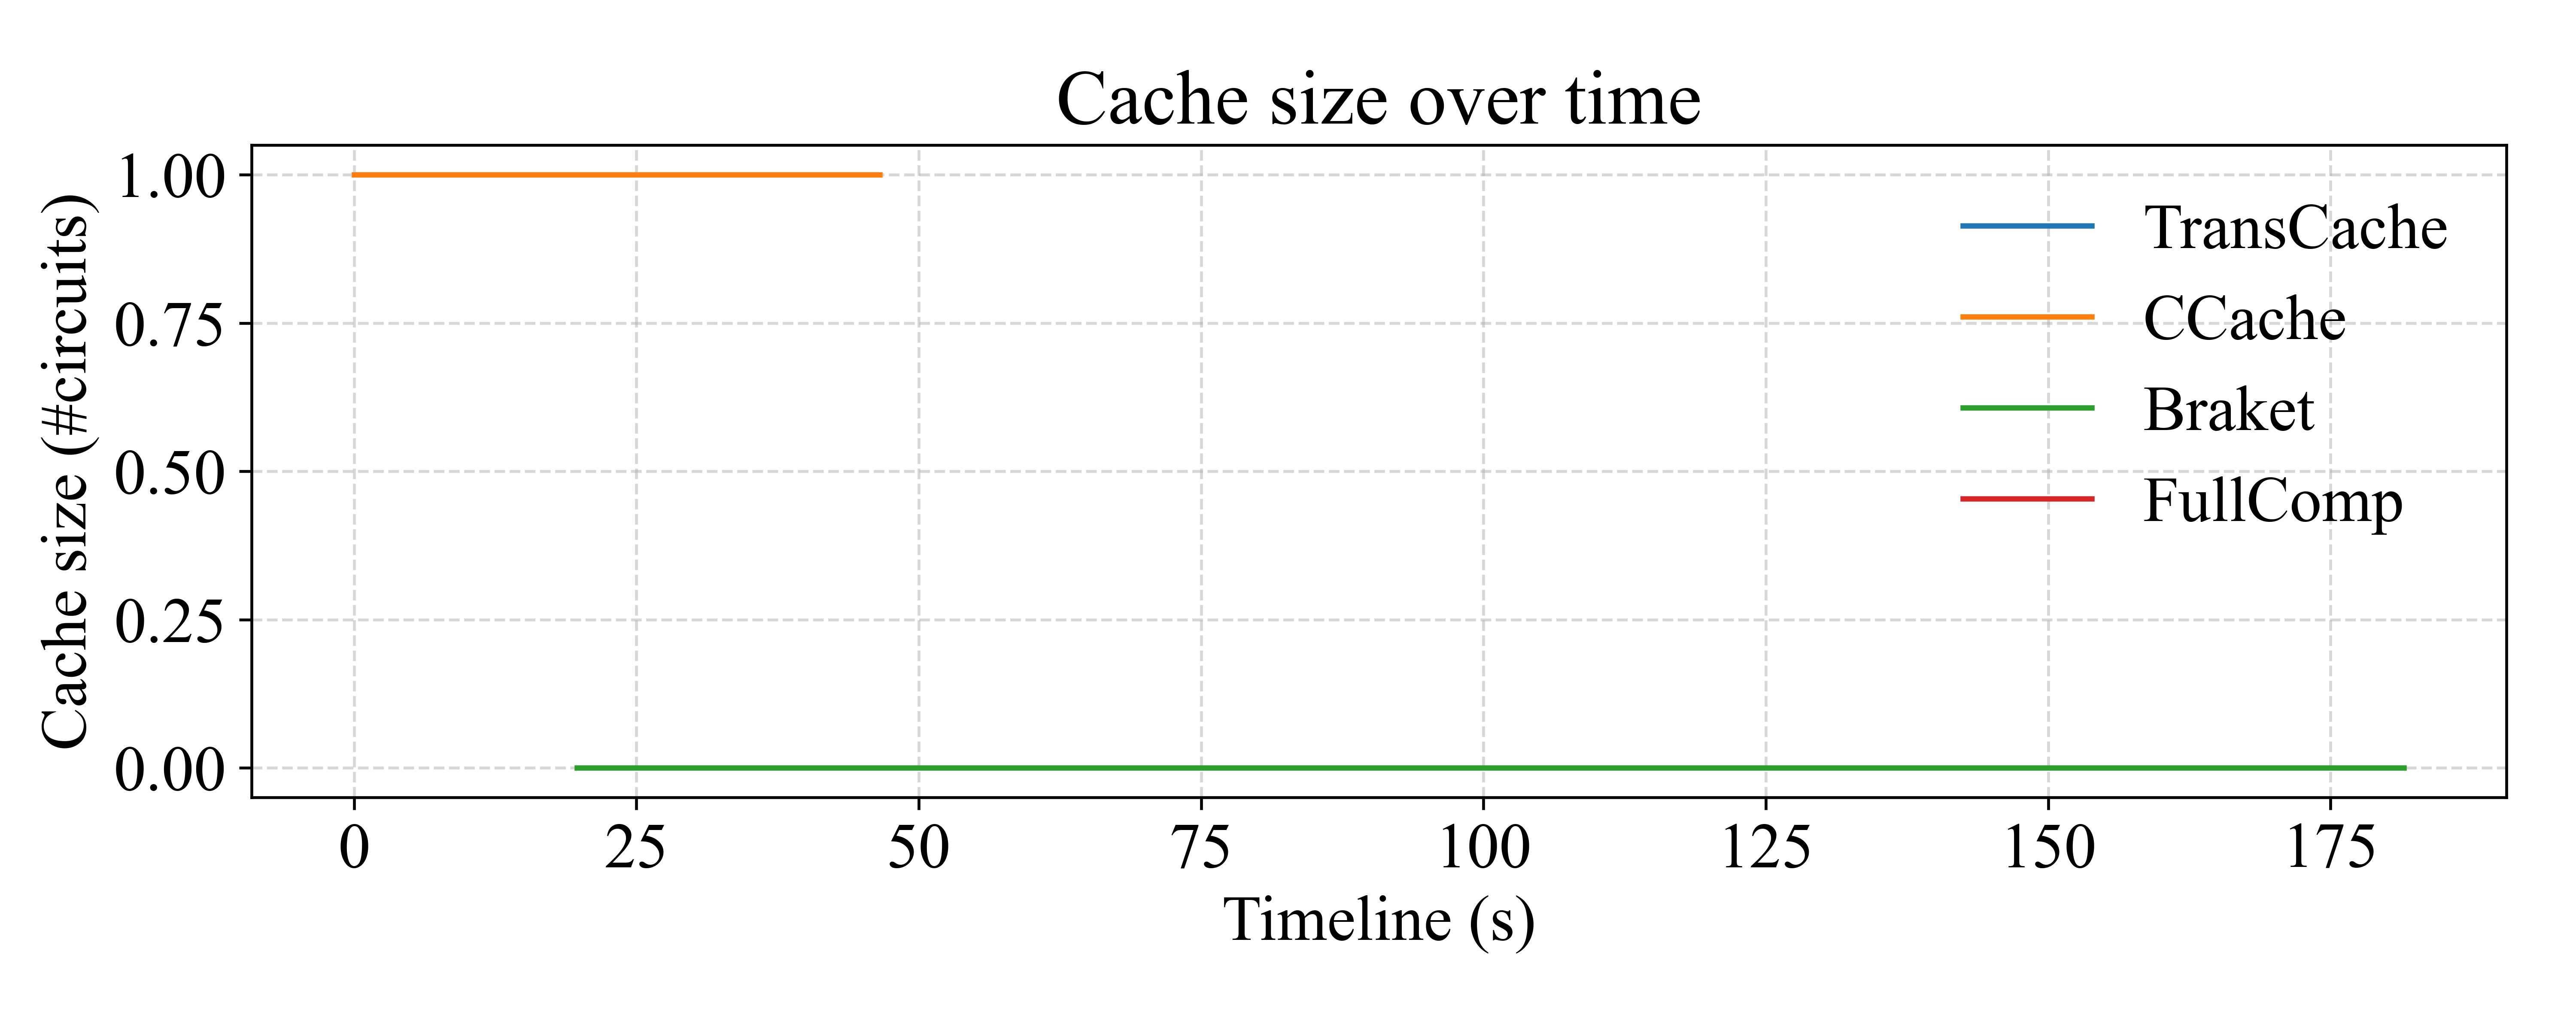 Cache size over time
Cache size (#circuits)
1.00
0.75
0.50
0.25
0.00
TransCache
CCache
Braket
FullComp
0 25 50 75 100 125 150 175
Timeline (s)